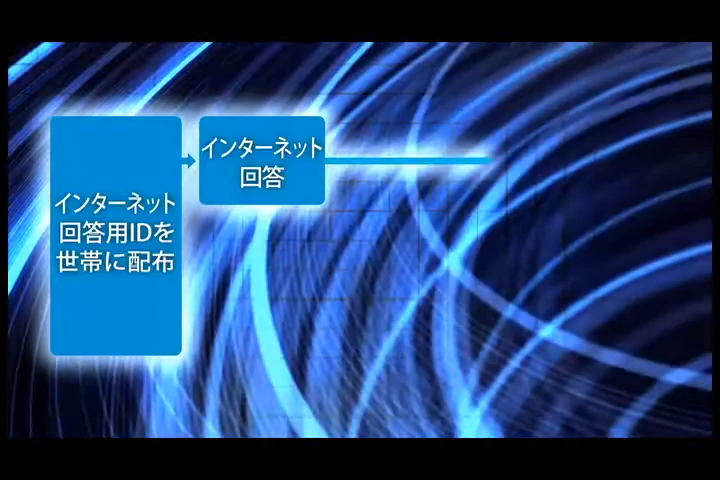 インターネット
回答用IDを
世帯に配布
インターネット
回答